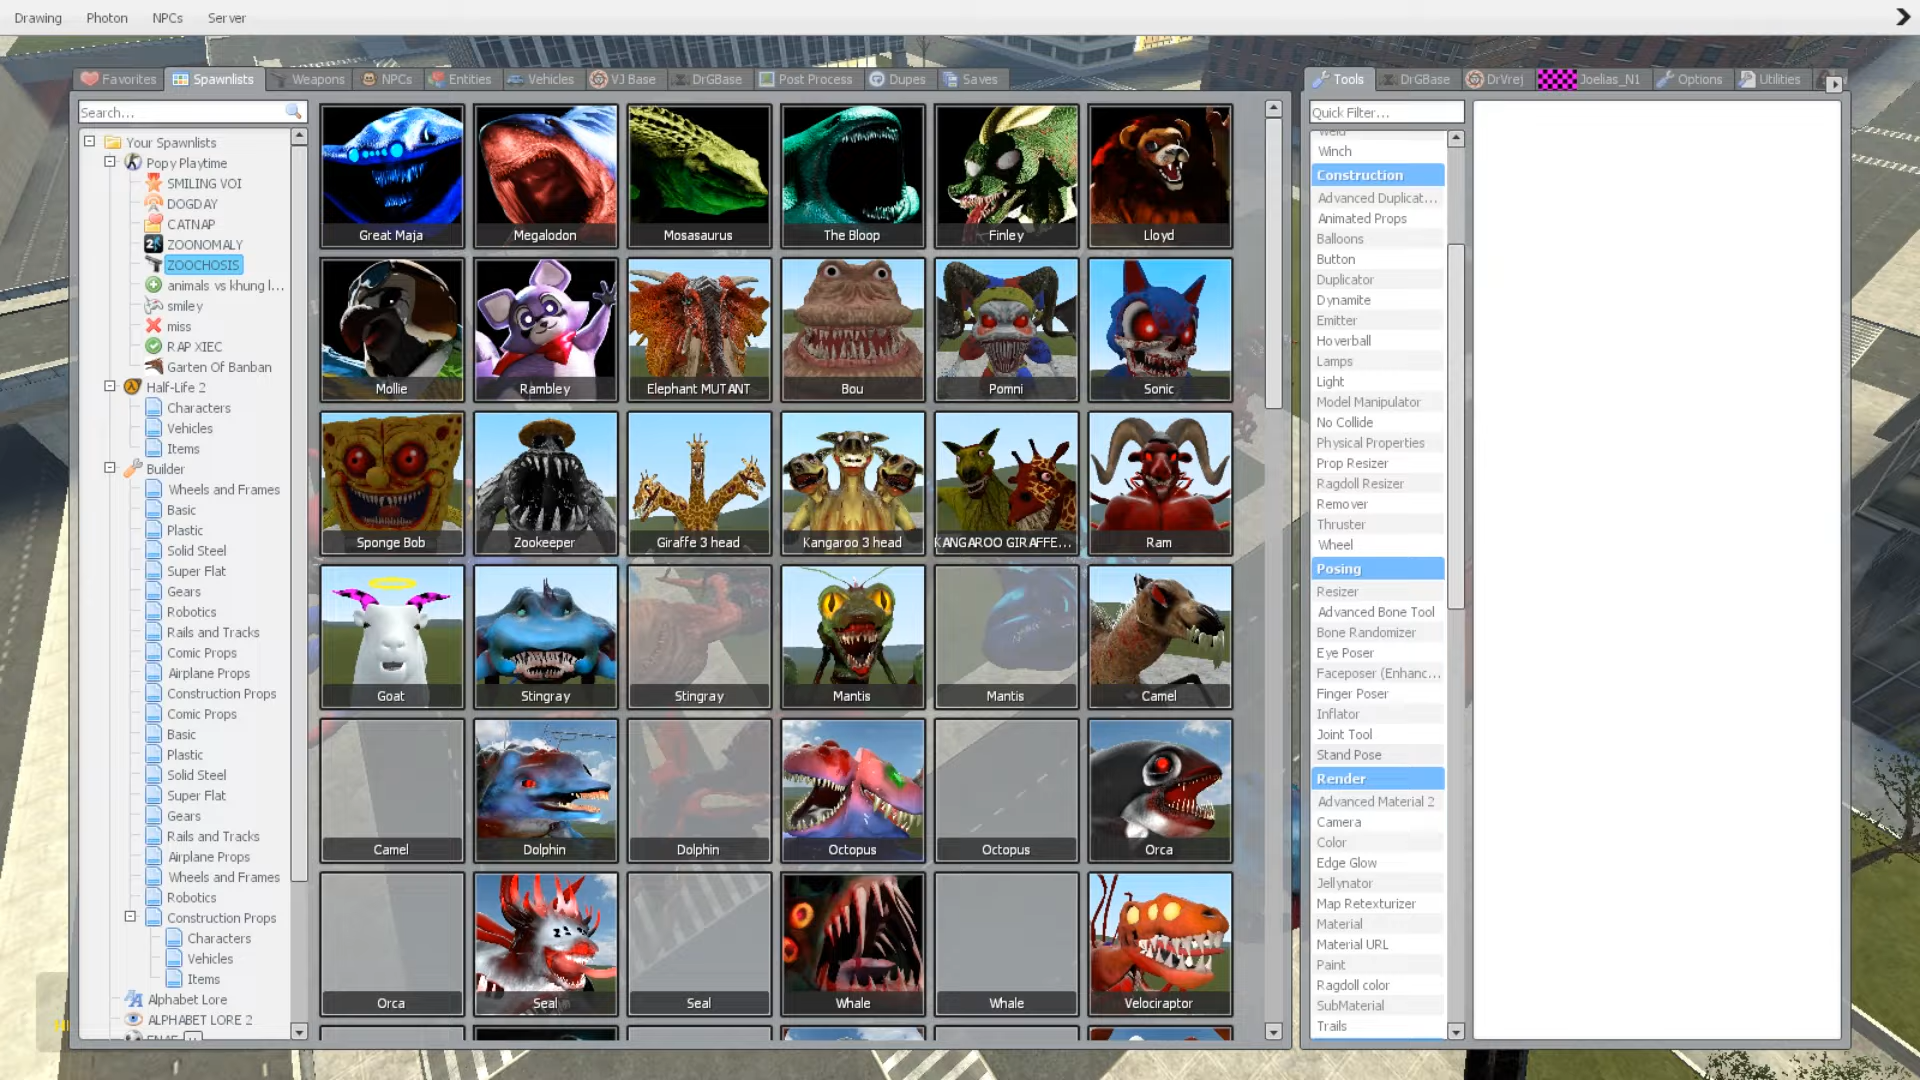 Drawing Photon NPCs Server
Favorites Spawnlists Weapons NPCs Entities Vehicles VJ Base DrGBase Post Process Dupes Saves
Search...
Your Spawnlists
Popy Playtime
SMILING VOI
DOGDAY
CATNAP
ZOONOMALY
ZOOCHOSIS
animals vs khung l...
smiley
miss
RAP XIEC
Garten Of Banban
Half-Life 2
Characters
Vehicles
Items
Builder
Wheels and Frames
Basic
Plastic
Solid Steel
Super Flat
Gears
Robotics
Rails and Tracks
Comic Props
Airplane Props
Construction Props
Comic Props
Basic
Plastic
Solid Steel
Super Flat
Gears
Rails and Tracks
Airplane Props
Wheels and Frames
Robotics
Construction Props
Characters
Vehicles
Items
Alphabet Lore
ALPHABET LORE 2
Great Maja Megalodon Mosasaurus The Bloop Finley Lloyd
Mollie Rambley Elephant MUTANT Bou Pomni Sonic
Sponge Bob Zookeeper Giraffe 3 head Kangaroo 3 head KANGAROO GIRAFFE... Ram
Goat Stingray Stingray Mantis Mantis Camel
Camel Dolphin Dolphin Octopus Octopus Orca
Orca Seal Seal Whale Whale Velociraptor
Tools DrGBase DrVrej Joelias_N1 Options Utilities
Quick Filter...
Weld
Winch
Construction
Advanced Duplicat...
Animated Props
Balloons
Button
Duplicator
Dynamite
Emitter
Hoverball
Lamps
Light
Model Manipulator
No Collide
Physical Properties
Prop Resizer
Ragdoll Resizer
Remover
Thruster
Wheel
Posing
Resizer
Advanced Bone Tool
Bone Randomizer
Eye Poser
Faceposer (Enhanc...
Finger Poser
Inflator
Joint Tool
Stand Pose
Render
Advanced Material 2
Camera
Color
Edge Glow
Jellynator
Map Retexturizer
Material
Material URL
Paint
Ragdoll color
SubMaterial
Trails